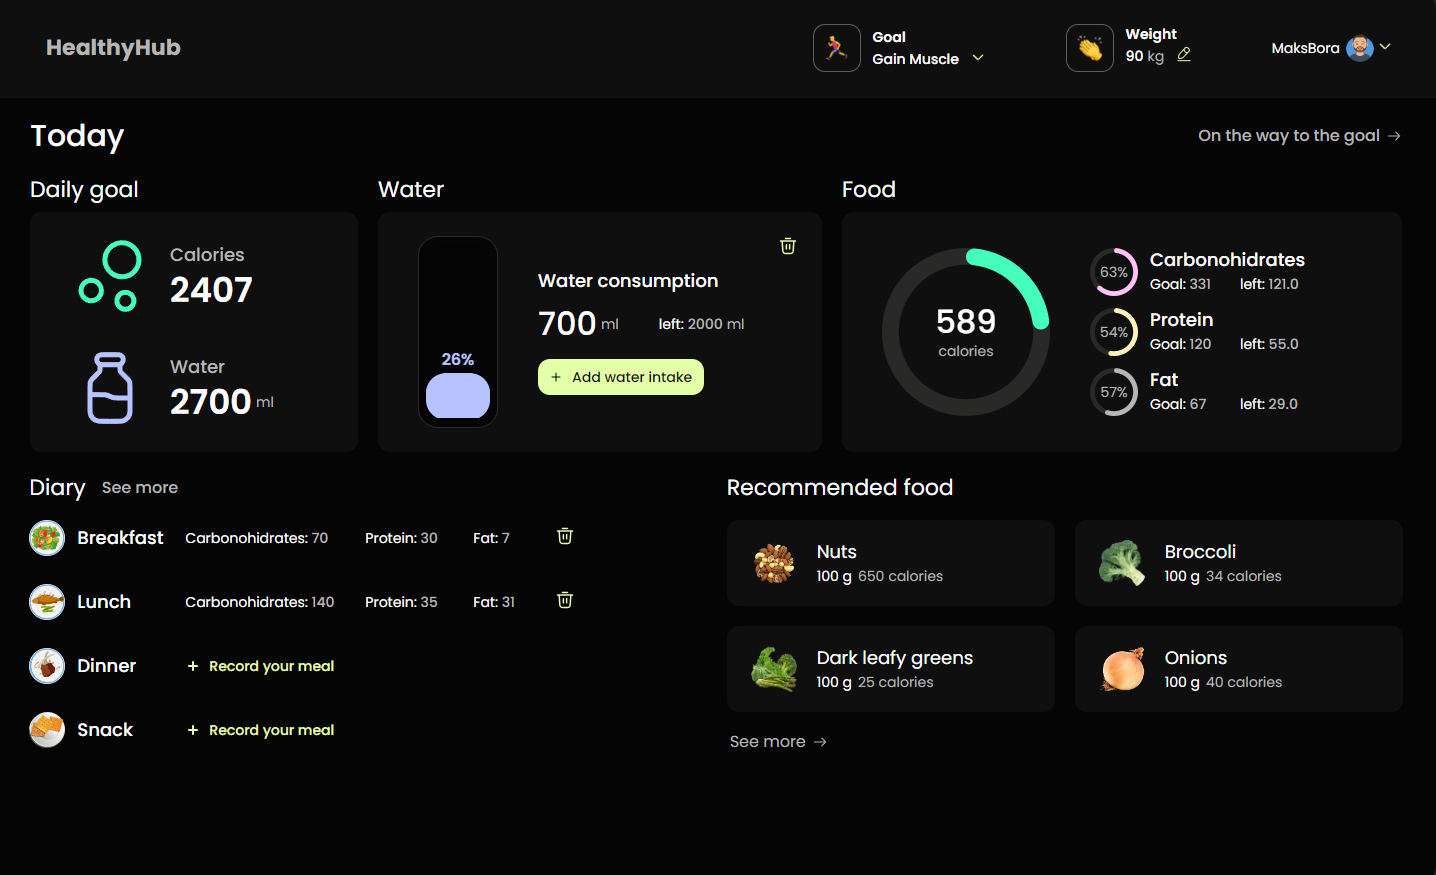 HealthyHub
Goal
Gain Muscle
Weight
90 kg
MaksBora
Today
On the way to the goal →
Daily goal
Calories
2407
Water
2700 ml
Water
26%
Water consumption
700 ml left: 2000 ml
+ Add water intake
Food
589
calories
63%
Carbonohidrates
Goal: 331 left: 121.0
54%
Protein
Goal: 120 left: 55.0
57%
Fat
Goal: 67 left: 29.0
Diary See more
Breakfast Carbonohidrates: 70 Protein: 30 Fat: 7
Lunch Carbonohidrates: 140 Protein: 35 Fat: 31
Dinner + Record your meal
Snack + Record your meal
Recommended food
Nuts
100 g 650 calories
Broccoli
100 g 34 calories
Dark leafy greens
100 g 25 calories
Onions
100 g 40 calories
See more →